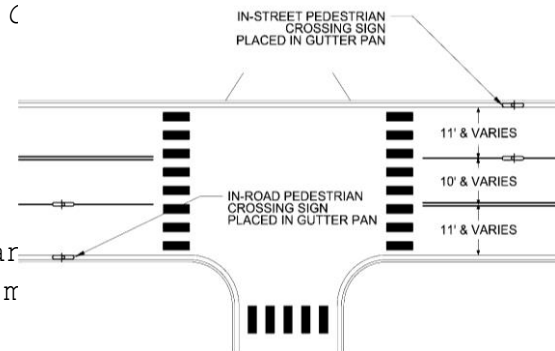 IN-STREET PEDESTRIAN
CROSSING SIGN
PLACED IN GUTTER PAN
11' & VARIES
10' & VARIES
IN-ROAD PEDESTRIAN
CROSSING SIGN
PLACED IN GUTTER PAN
11' & VARIES